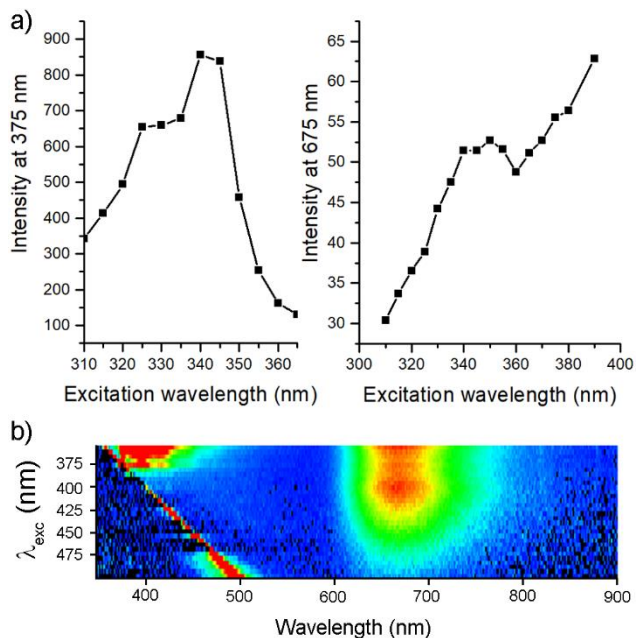 a)
Intensity at 375 nm
900
800
700
600
500
400
300
200
100
310 320 330 340 350 360
Excitation wavelength (nm)
Intensity at 675 nm
65
60
55
50
45
40
35
30
300 320 340 360 380 400
Excitation wavelength (nm)
b)
λexc (nm)
375
400
425
450
475
400 500 600 700 800 900
Wavelength (nm)